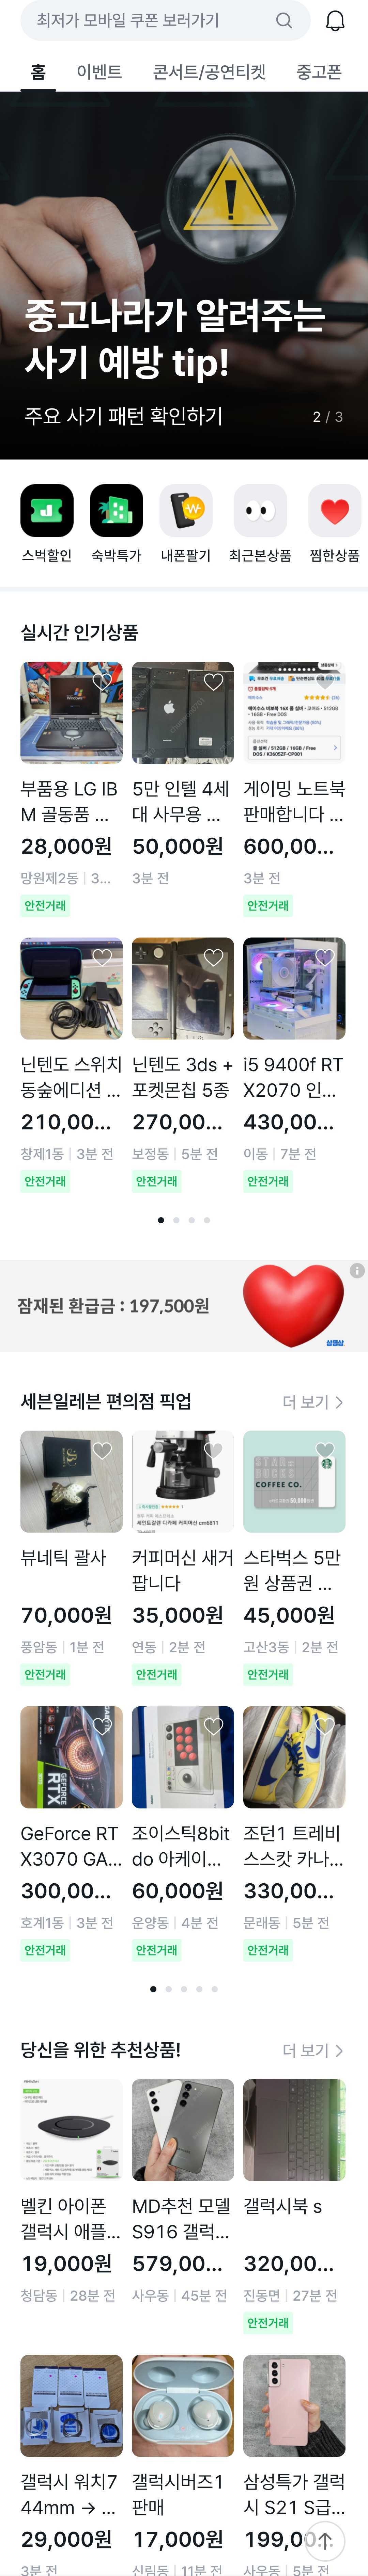 최저가 모바일 쿠폰 보러가기
홈 이벤트 콘서트/공연티켓 중고폰
중고나라가 알려주는
사기 예방 tip!
주요 사기 패턴 확인하기
2 / 3
스벅할인 숙박특가 내폰팔기 최근본상품 찜한상품
실시간 인기상품
부품용 LG IB
M 골동품 ...
28,000원
망원제2동 | 3...
안전거래
5만 인텔 4세
대 사무용 ...
50,000원
3분 전
게이밍 노트북
판매합니다 ...
600,00...
3분 전
안전거래
닌텐도 스위치
동숲에디션 ...
210,00...
창제1동 | 3분 전
안전거래
닌텐도 3ds +
포켓몬칩 5종
270,00...
보정동 | 5분 전
안전거래
i5 9400f RT
X2070 인...
430,00...
이동 | 7분 전
안전거래
잠재된 환급금 : 197,500원
삼쩜삼
세븐일레븐 편의점 픽업
더 보기 >
뷰네틱 괄사
70,000원
풍암동 | 1분 전
안전거래
커피머신 새거
팝니다
35,000원
연동 | 2분 전
안전거래
COFFEE CO.
스타벅스 5만
원 상품권 ...
45,000원
고산3동 | 2분 전
안전거래
GEFORCE
RTX
GeForce RT
X3070 GA...
300,00...
호계1동 | 3분 전
안전거래
조이스틱8bit
do 아케이...
60,000원
운양동 | 4분 전
안전거래
조던1 트레비
스스캇 카나...
330,00...
문래동 | 5분 전
안전거래
당신을 위한 추천상품!
더 보기 >
벨킨 아이폰
갤럭시 애플...
19,000원
청담동 | 28분 전
MD추천 모델
S916 갤럭...
579,00...
사우동 | 45분 전
갤럭시북 s
320,00...
진동면 | 27분 전
안전거래
갤럭시 워치7
44mm → ...
29,000원
3분 전
갤럭시버즈1
판매
17,000원
신림동 | 11분 전
삼성특가 갤럭
시 S21 S급...
199,00
사우동 | 5분 전